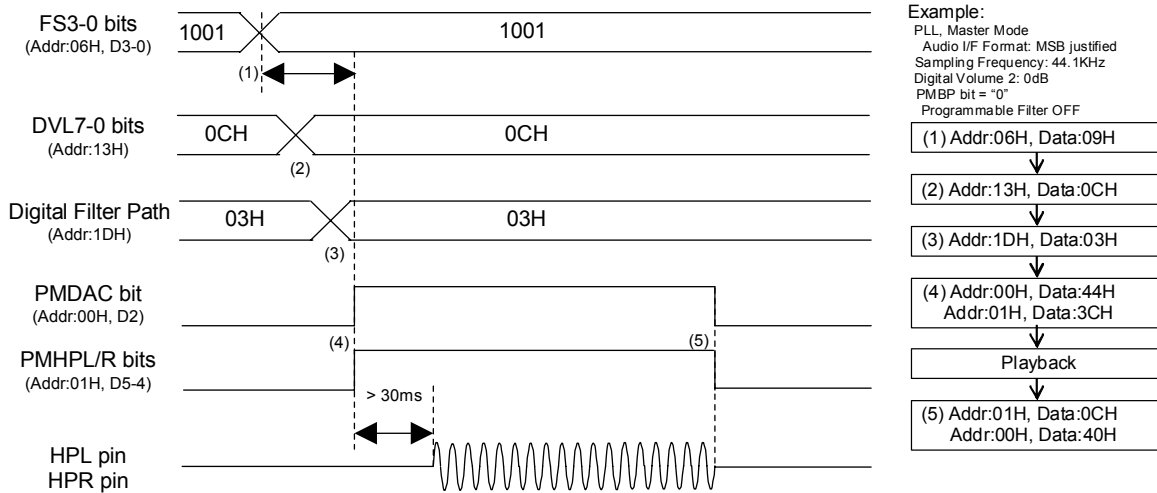 FS3-0 bits
(Addr:06H, D3-0)
1001
1001
(1)
DVL7-0 bits
(Addr:13H)
0CH
0CH
(2)
Digital Filter Path
(Addr:1DH)
03H
03H
(3)
PMDAC bit
(Addr:00H, D2)
(4)
(5)
PMHPL/R bits
(Addr:01H, D5-4)
> 30ms
HPL pin
HPR pin
Example:
PLL, Master Mode
Audio I/F Format: MSB justified
Sampling Frequency: 44.1KHz
Digital Volume 2: 0dB
PMBP bit = “0”
Programmable Filter OFF
(1) Addr:06H, Data:09H
(2) Addr:13H, Data:0CH
(3) Addr:1DH, Data:03H
(4) Addr:00H, Data:44H
Addr:01H, Data:3CH
Playback
(5) Addr:01H, Data:0CH
Addr:00H, Data:40H